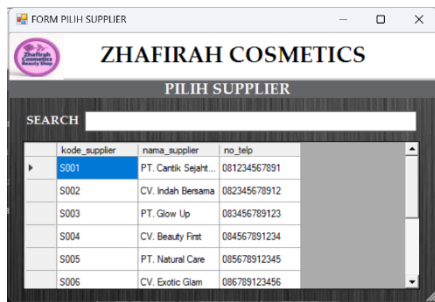 FORM PILIH SUPPLIER
Zhafirah
Cosmetics
Beauty Shop
ZHAFIRAH COSMETICS
PILIH SUPPLIER
SEARCH
kode_supplier nama_supplier no_telp
S001 PT. Cantik Sejaht... 081234567891
S002 CV. Indah Bersama 082345678912
S003 PT. Glow Up 083456789123
S004 CV. Beauty First 084567891234
S005 PT. Natural Care 085678912345
S006 CV. Exotic Glam 086789123456